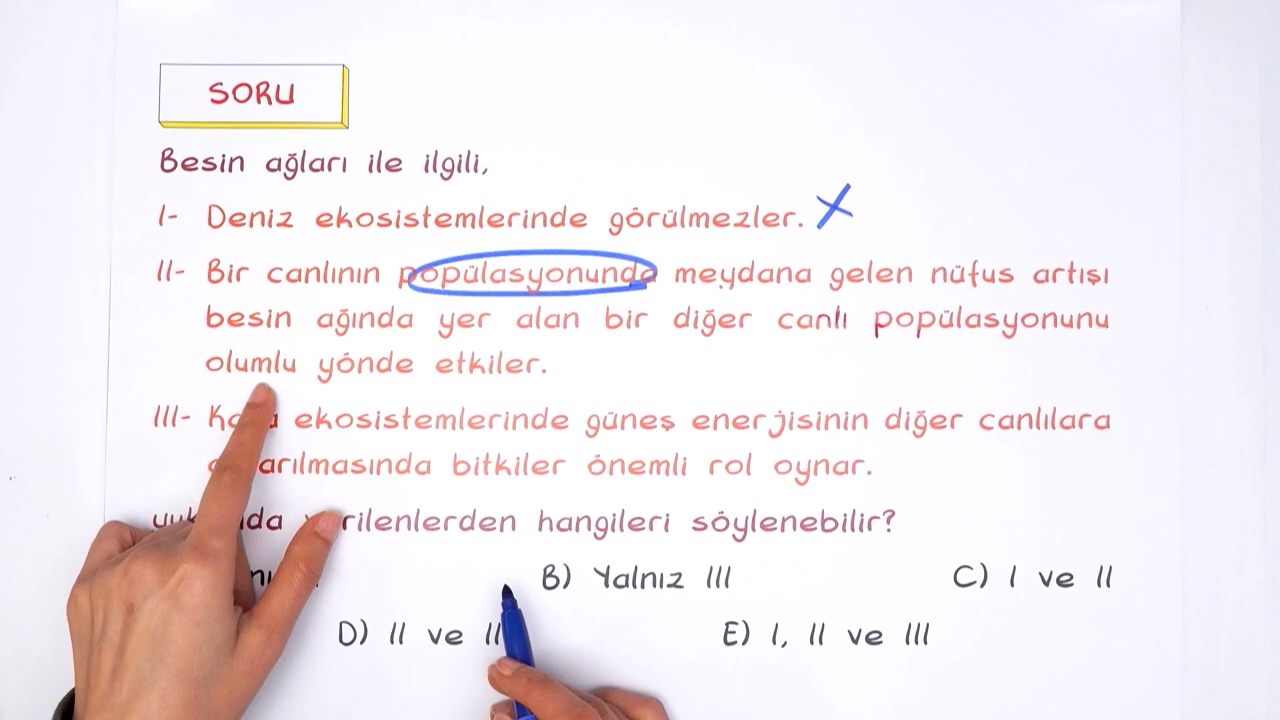 SORU
Besin ağları ile ilgili,
I- Deniz ekosistemlerinde görülmezler. X
II- Bir canlının popülasyonunda meydana gelen nüfus artışı
besin ağında yer alan bir diğer canlı popülasyonunu
olumlu yönde etkiler.
III- ekosistemlerinde güneş enerjisinin diğer canlılara
bitkiler önemli rol oynar.
hangileri söylenebilir?
B) Yalnız III C) I ve II
D) II ve E) I, II ve III